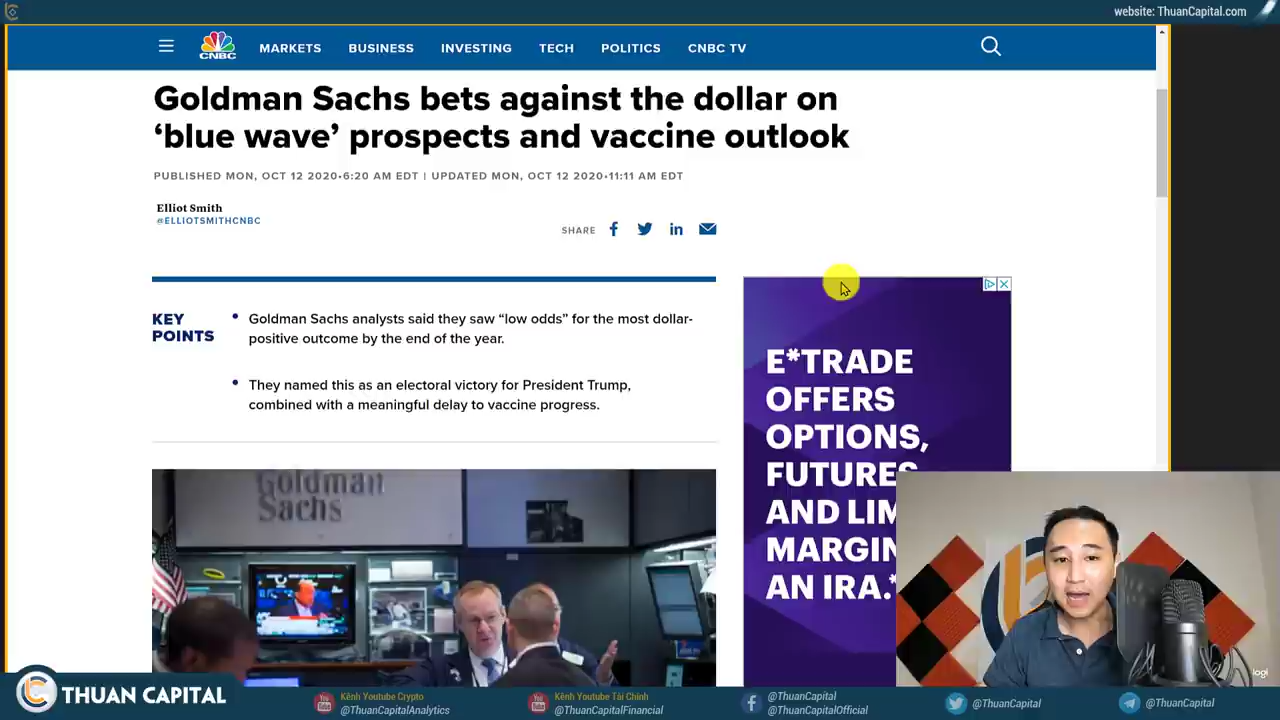 website: ThuanCapital.com
CNBC
MARKETS
BUSINESS
INVESTING
TECH
POLITICS
CNBC TV
Goldman Sachs bets against the dollar on
‘blue wave’ prospects and vaccine outlook
PUBLISHED MON, OCT 12 2020•6:20 AM EDT | UPDATED MON, OCT 12 2020•11:11 AM EDT
Elliot Smith
@ELLIOTSMITHCNBC
SHARE
KEY
POINTS
• Goldman Sachs analysts said they saw “low odds” for the most dollar-
positive outcome by the end of the year.
• They named this as an electoral victory for President Trump,
combined with a meaningful delay to vaccine progress.
E*TRADE
OFFERS
OPTIONS,
FUTURES
AND LIM
MARGIN
AN IRA.*
Goldman
Sachs
logi
THUAN CAPITAL
Kênh Youtube Crypto
@ThuanCapitalAnalytics
Kênh Youtube Tài Chính
@ThuanCapitalFinancial
@ThuanCapital
@ThuanCapitalOfficial
@ThuanCapital
@ThuanCapital